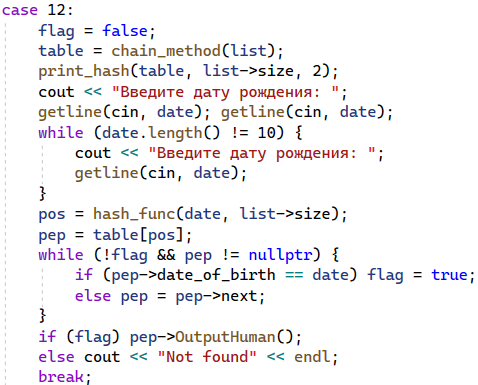 case 12:
    flag = false;
    table = chain_method(list);
    print_hash(table, list->size, 2);
    cout << "Введите дату рождения: ";
    getline(cin, date); getline(cin, date);
    while (date.length() != 10) {
        cout << "Введите дату рождения: ";
        getline(cin, date);
    }
    pos = hash_func(date, list->size);
    pep = table[pos];
    while (!flag && pep != nullptr) {
        if (pep->date_of_birth == date) flag = true;
        else pep = pep->next;
    }
    if (flag) pep->OutputHuman();
    else cout << "Not found" << endl;
    break;